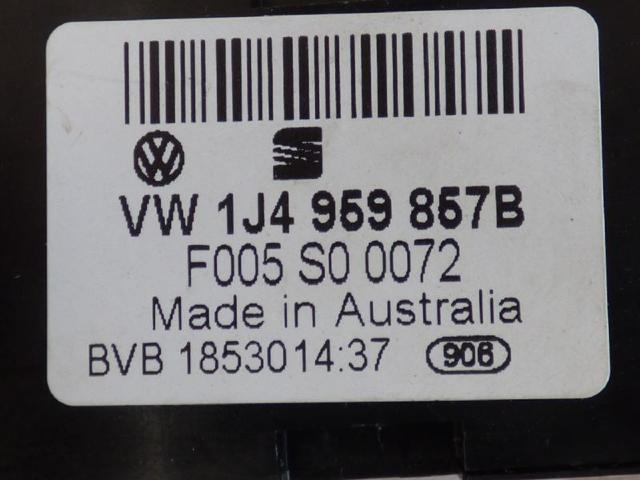 VW 1J4 959 857B
F005 S0 0072
Made in Australia
BVB 1853014:37 906